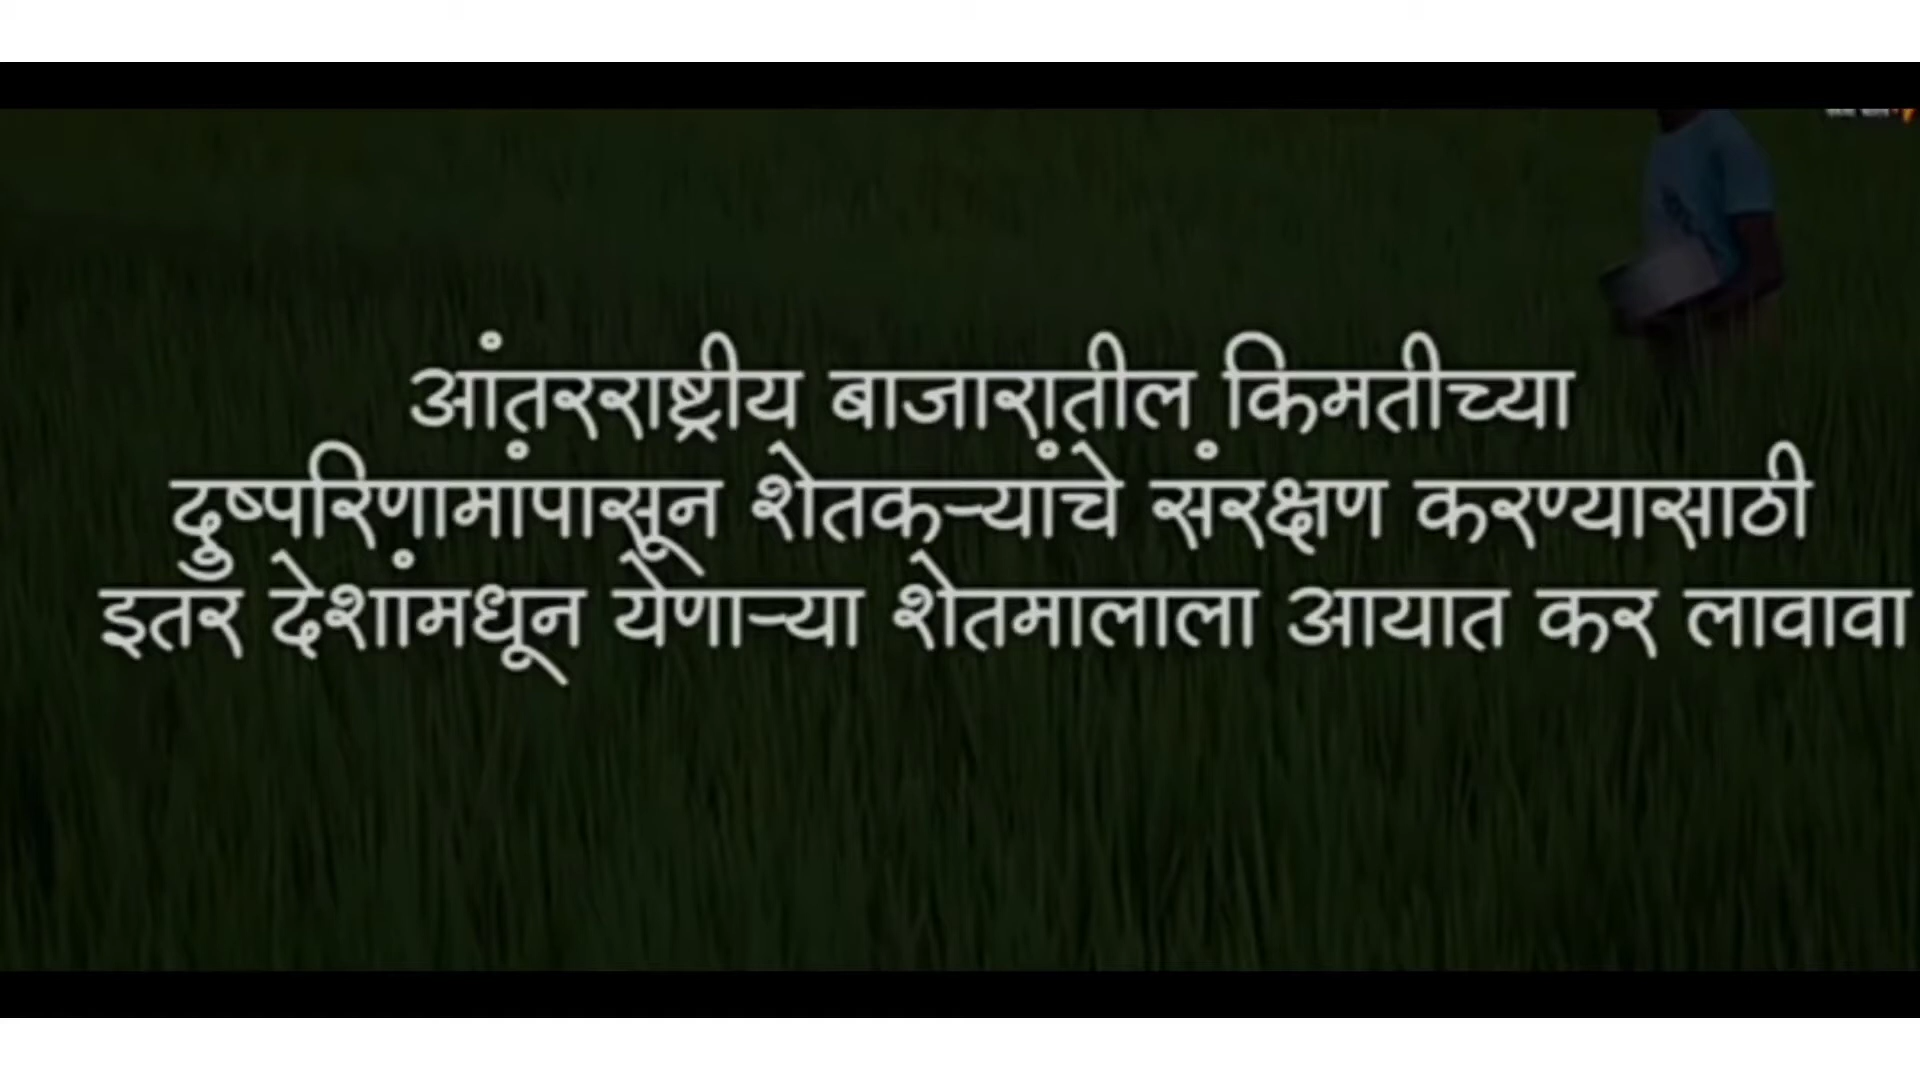 आंतरराष्ट्रीय बाजारातील किमतीच्या
दुष्परिणामांपासून शेतकऱ्यांचे संरक्षण करण्यासाठी
इतर देशांमधून येणाऱ्या शेतमालाला आयात कर लावावा